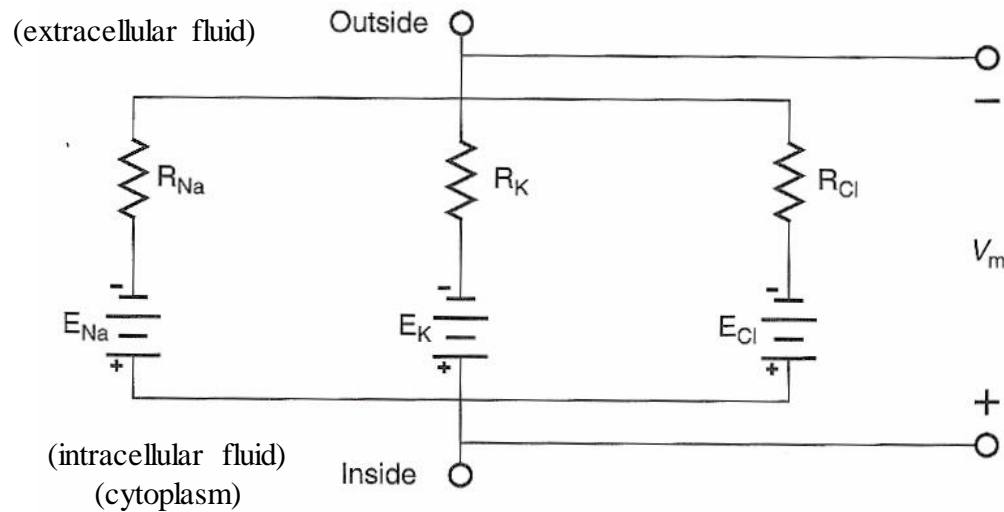 (extracellular fluid)
Outside
−
R_Na
R_K
R_Cl
V_m
-
-
-
E_Na
E_K
E_Cl
+
+
+
+
(intracellular fluid)
(cytoplasm)
Inside